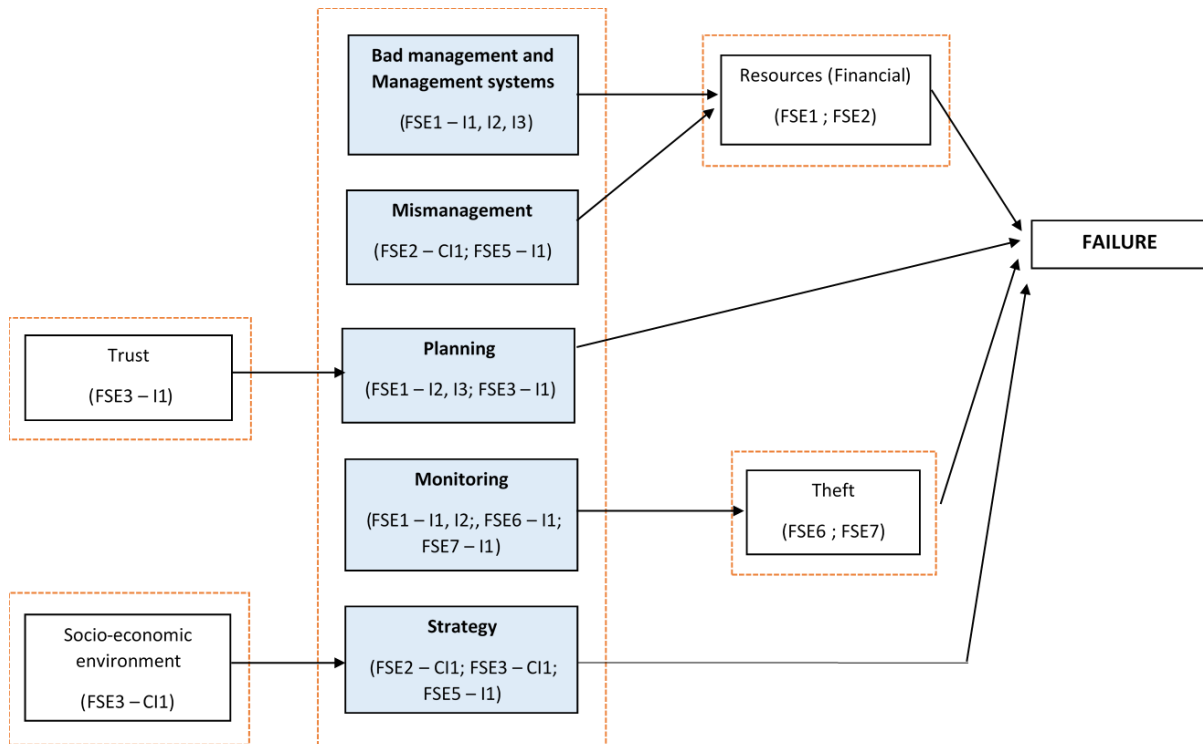 Bad management and
Management systems
(FSE1 – I1, I2, I3)
Resources (Financial)
(FSE1 ; FSE2)
Mismanagement
(FSE2 – CI1; FSE5 – I1)
FAILURE
Trust
(FSE3 – I1)
Planning
(FSE1 – I2, I3; FSE3 – I1)
Monitoring
(FSE1 – I1, I2;, FSE6 – I1;
FSE7 – I1)
Theft
(FSE6 ; FSE7)
Socio-economic
environment
(FSE3 – CI1)
Strategy
(FSE2 – CI1; FSE3 – CI1;
FSE5 – I1)